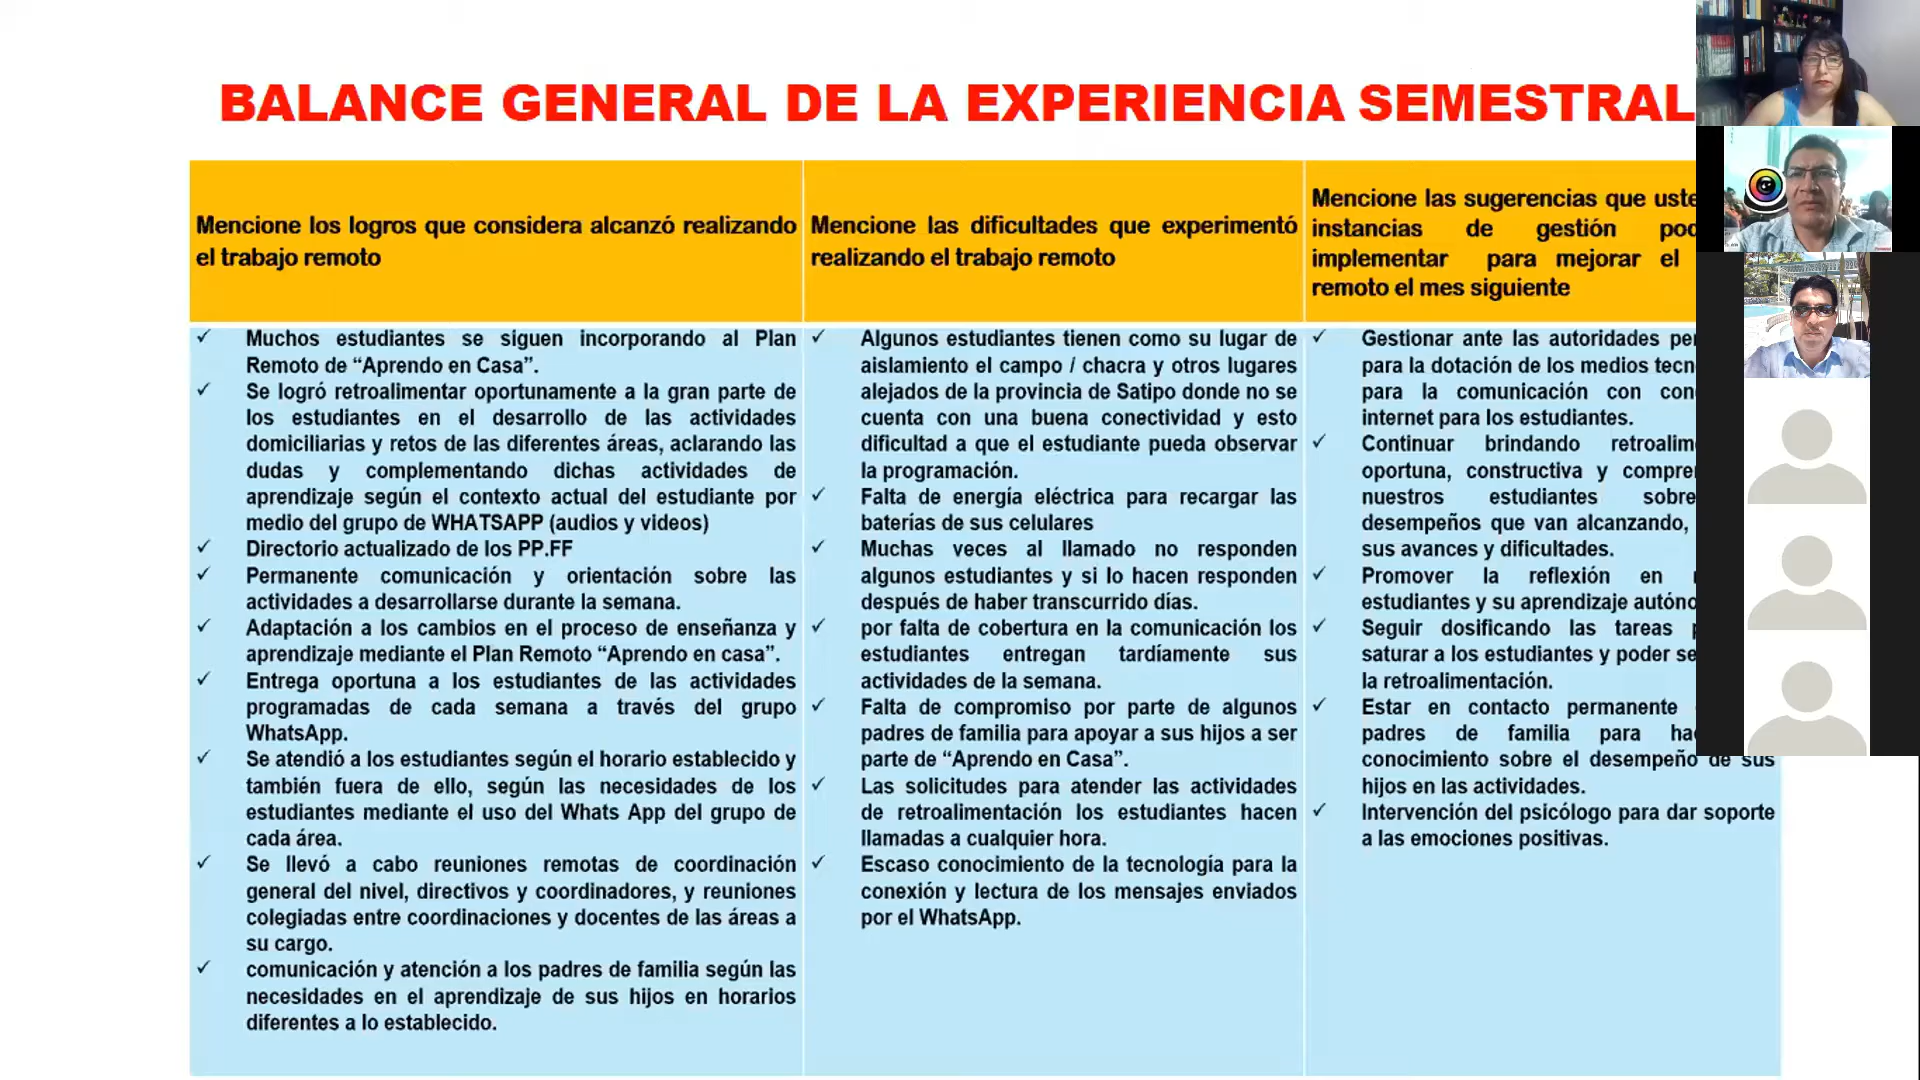 BALANCE GENERAL DE LA EXPERIENCIA SEMESTRAL
Mencione los logros que considera alcanzó realizando
el trabajo remoto
Mencione las dificultades que experimentó
realizando el trabajo remoto
Mencione las sugerencias que
instancias de gestión
implementar para mejorar el
remoto el mes siguiente
✓ Muchos estudiantes se siguen incorporando al Plan
Remoto de “Aprendo en Casa”.
✓ Se logró retroalimentar oportunamente a la gran parte de
los estudiantes en el desarrollo de las actividades
domiciliarias y retos de las diferentes áreas, aclarando las
dudas y complementando dichas actividades de
aprendizaje según el contexto actual del estudiante por
medio del grupo de WHATSAPP (audios y videos)
✓ Directorio actualizado de los PP.FF
✓ Permanente comunicación y orientación sobre las
actividades a desarrollarse durante la semana.
✓ Adaptación a los cambios en el proceso de enseñanza y
aprendizaje mediante el Plan Remoto “Aprendo en casa”.
✓ Entrega oportuna a los estudiantes de las actividades
programadas de cada semana a través del grupo
WhatsApp.
✓ Se atendió a los estudiantes según el horario establecido y
también fuera de ello, según las necesidades de los
estudiantes mediante el uso del Whats App del grupo de
cada área.
✓ Se llevó a cabo reuniones remotas de coordinación
general del nivel, directivos y coordinadores, y reuniones
colegiadas entre coordinaciones y docentes de las áreas a
su cargo.
✓ comunicación y atención a los padres de familia según las
necesidades en el aprendizaje de sus hijos en horarios
diferentes a lo establecido.
✓ Algunos estudiantes tienen como su lugar de
aislamiento el campo / chacra y otros lugares
alejados de la provincia de Satipo donde no se
cuenta con una buena conectividad y esto
dificultad a que el estudiante pueda observar
la programación.
✓ Falta de energía eléctrica para recargar las
baterías de sus celulares
✓ Muchas veces al llamado no responden
algunos estudiantes y si lo hacen responden
después de haber transcurrido días.
✓ por falta de cobertura en la comunicación los
estudiantes entregan tardíamente sus
actividades de la semana.
✓ Falta de compromiso por parte de algunos
padres de familia para apoyar a sus hijos a ser
parte de “Aprendo en Casa”.
✓ Las solicitudes para atender las actividades
de retroalimentación los estudiantes hacen
llamadas a cualquier hora.
✓ Escaso conocimiento de la tecnología para la
conexión y lectura de los mensajes enviados
por el WhatsApp.
✓ Gestionar ante las autoridades
para la dotación de los medios
para la comunicación con
internet para los estudiantes.
✓ Continuar brindando
oportuna, constructiva y
nuestros estudiantes
desempeños que van alcanzando,
sus avances y dificultades.
✓ Promover la reflexión en
estudiantes y su aprendizaje
✓ Seguir dosificando las tareas
saturar a los estudiantes y poder
la retroalimentación.
✓ Estar en contacto permanente
padres de familia para
conocimiento sobre el desempeño de sus
hijos en las actividades.
✓ Intervención del psicólogo para dar soporte
a las emociones positivas.